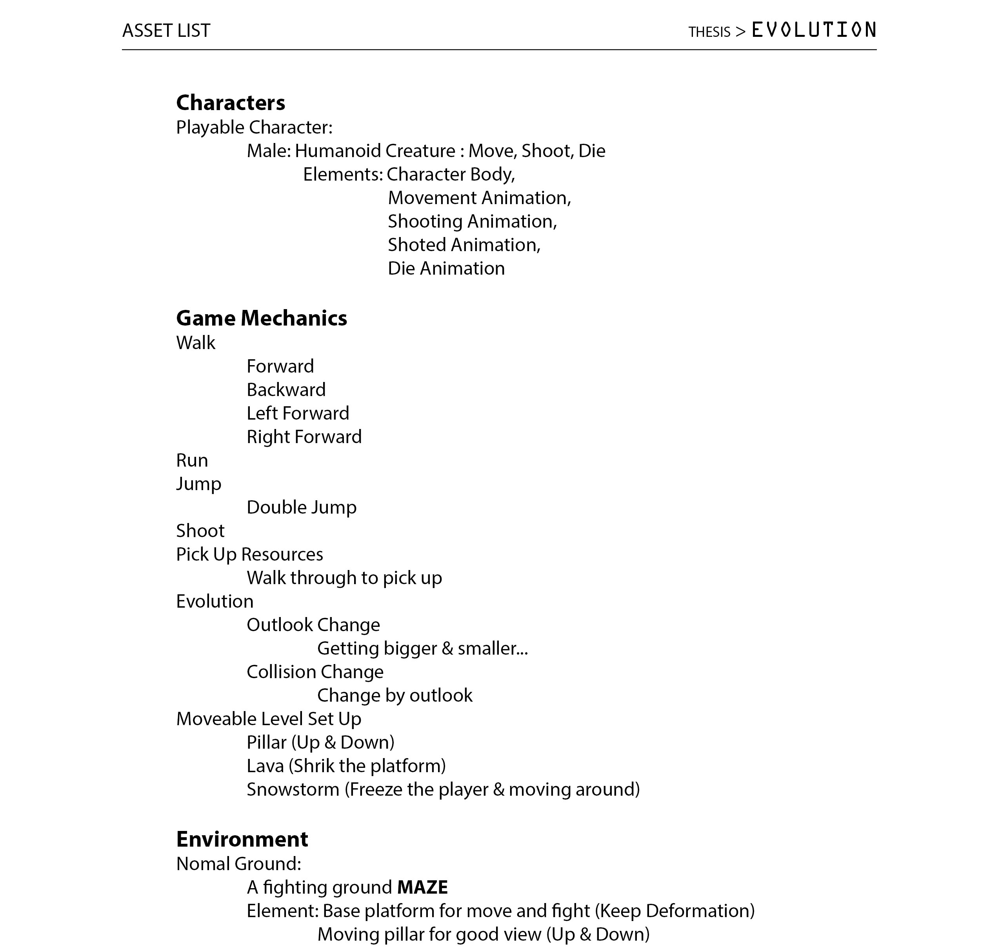 ASSET LIST
THESIS > EVOLUTION
Characters
Playable Character:
Male: Humanoid Creature : Move, Shoot, Die
Elements: Character Body,
Movement Animation,
Shooting Animation,
Shoted Animation,
Die Animation
Game Mechanics
Walk
Forward
Backward
Left Forward
Right Forward
Run
Jump
Double Jump
Shoot
Pick Up Resources
Walk through to pick up
Evolution
Outlook Change
Getting bigger & smaller...
Collision Change
Change by outlook
Moveable Level Set Up
Pillar (Up & Down)
Lava (Shrik the platform)
Snowstorm (Freeze the player & moving around)
Environment
Nomal Ground:
A fighting ground MAZE
Element: Base platform for move and fight (Keep Deformation)
Moving pillar for good view (Up & Down)